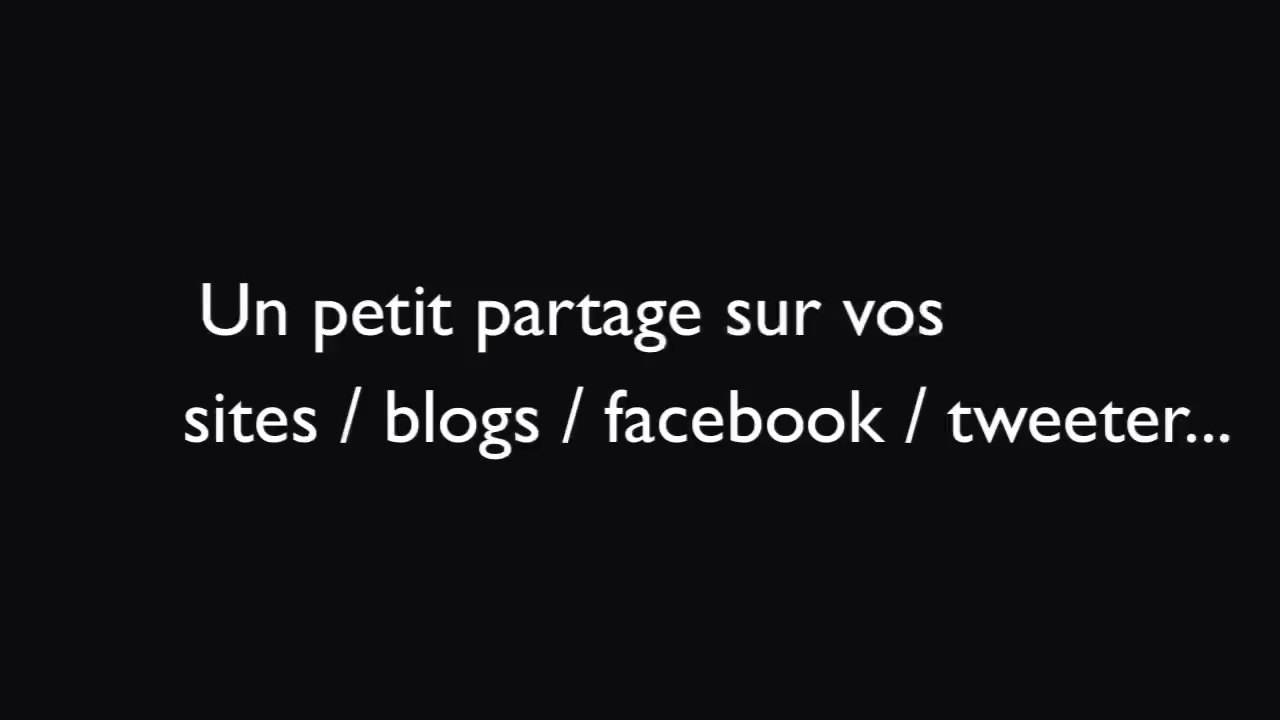 Un petit partage sur vos
sites / blogs / facebook / tweeter...